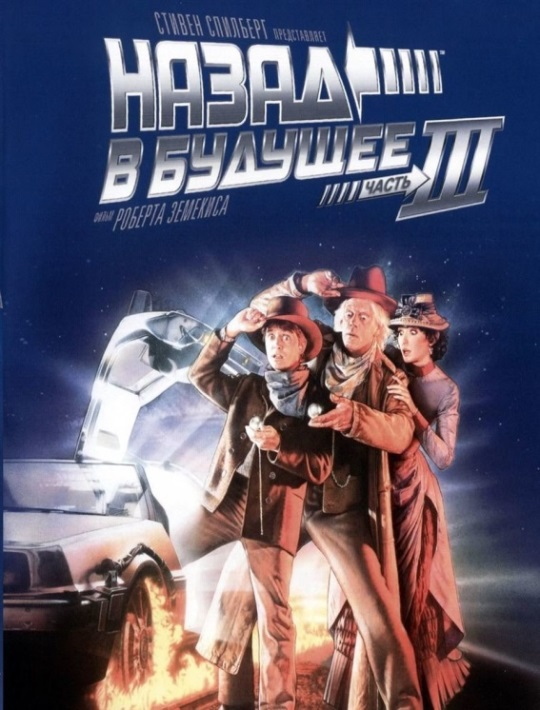 СТИВЕН СПИЛБЕРГ ПРЕДСТАВЛЯЕТ
НАЗАД
В БУДУЩЕЕ
ЧАСТЬ III
ФИЛЬМ РОБЕРТА ЗЕМЕКИСА